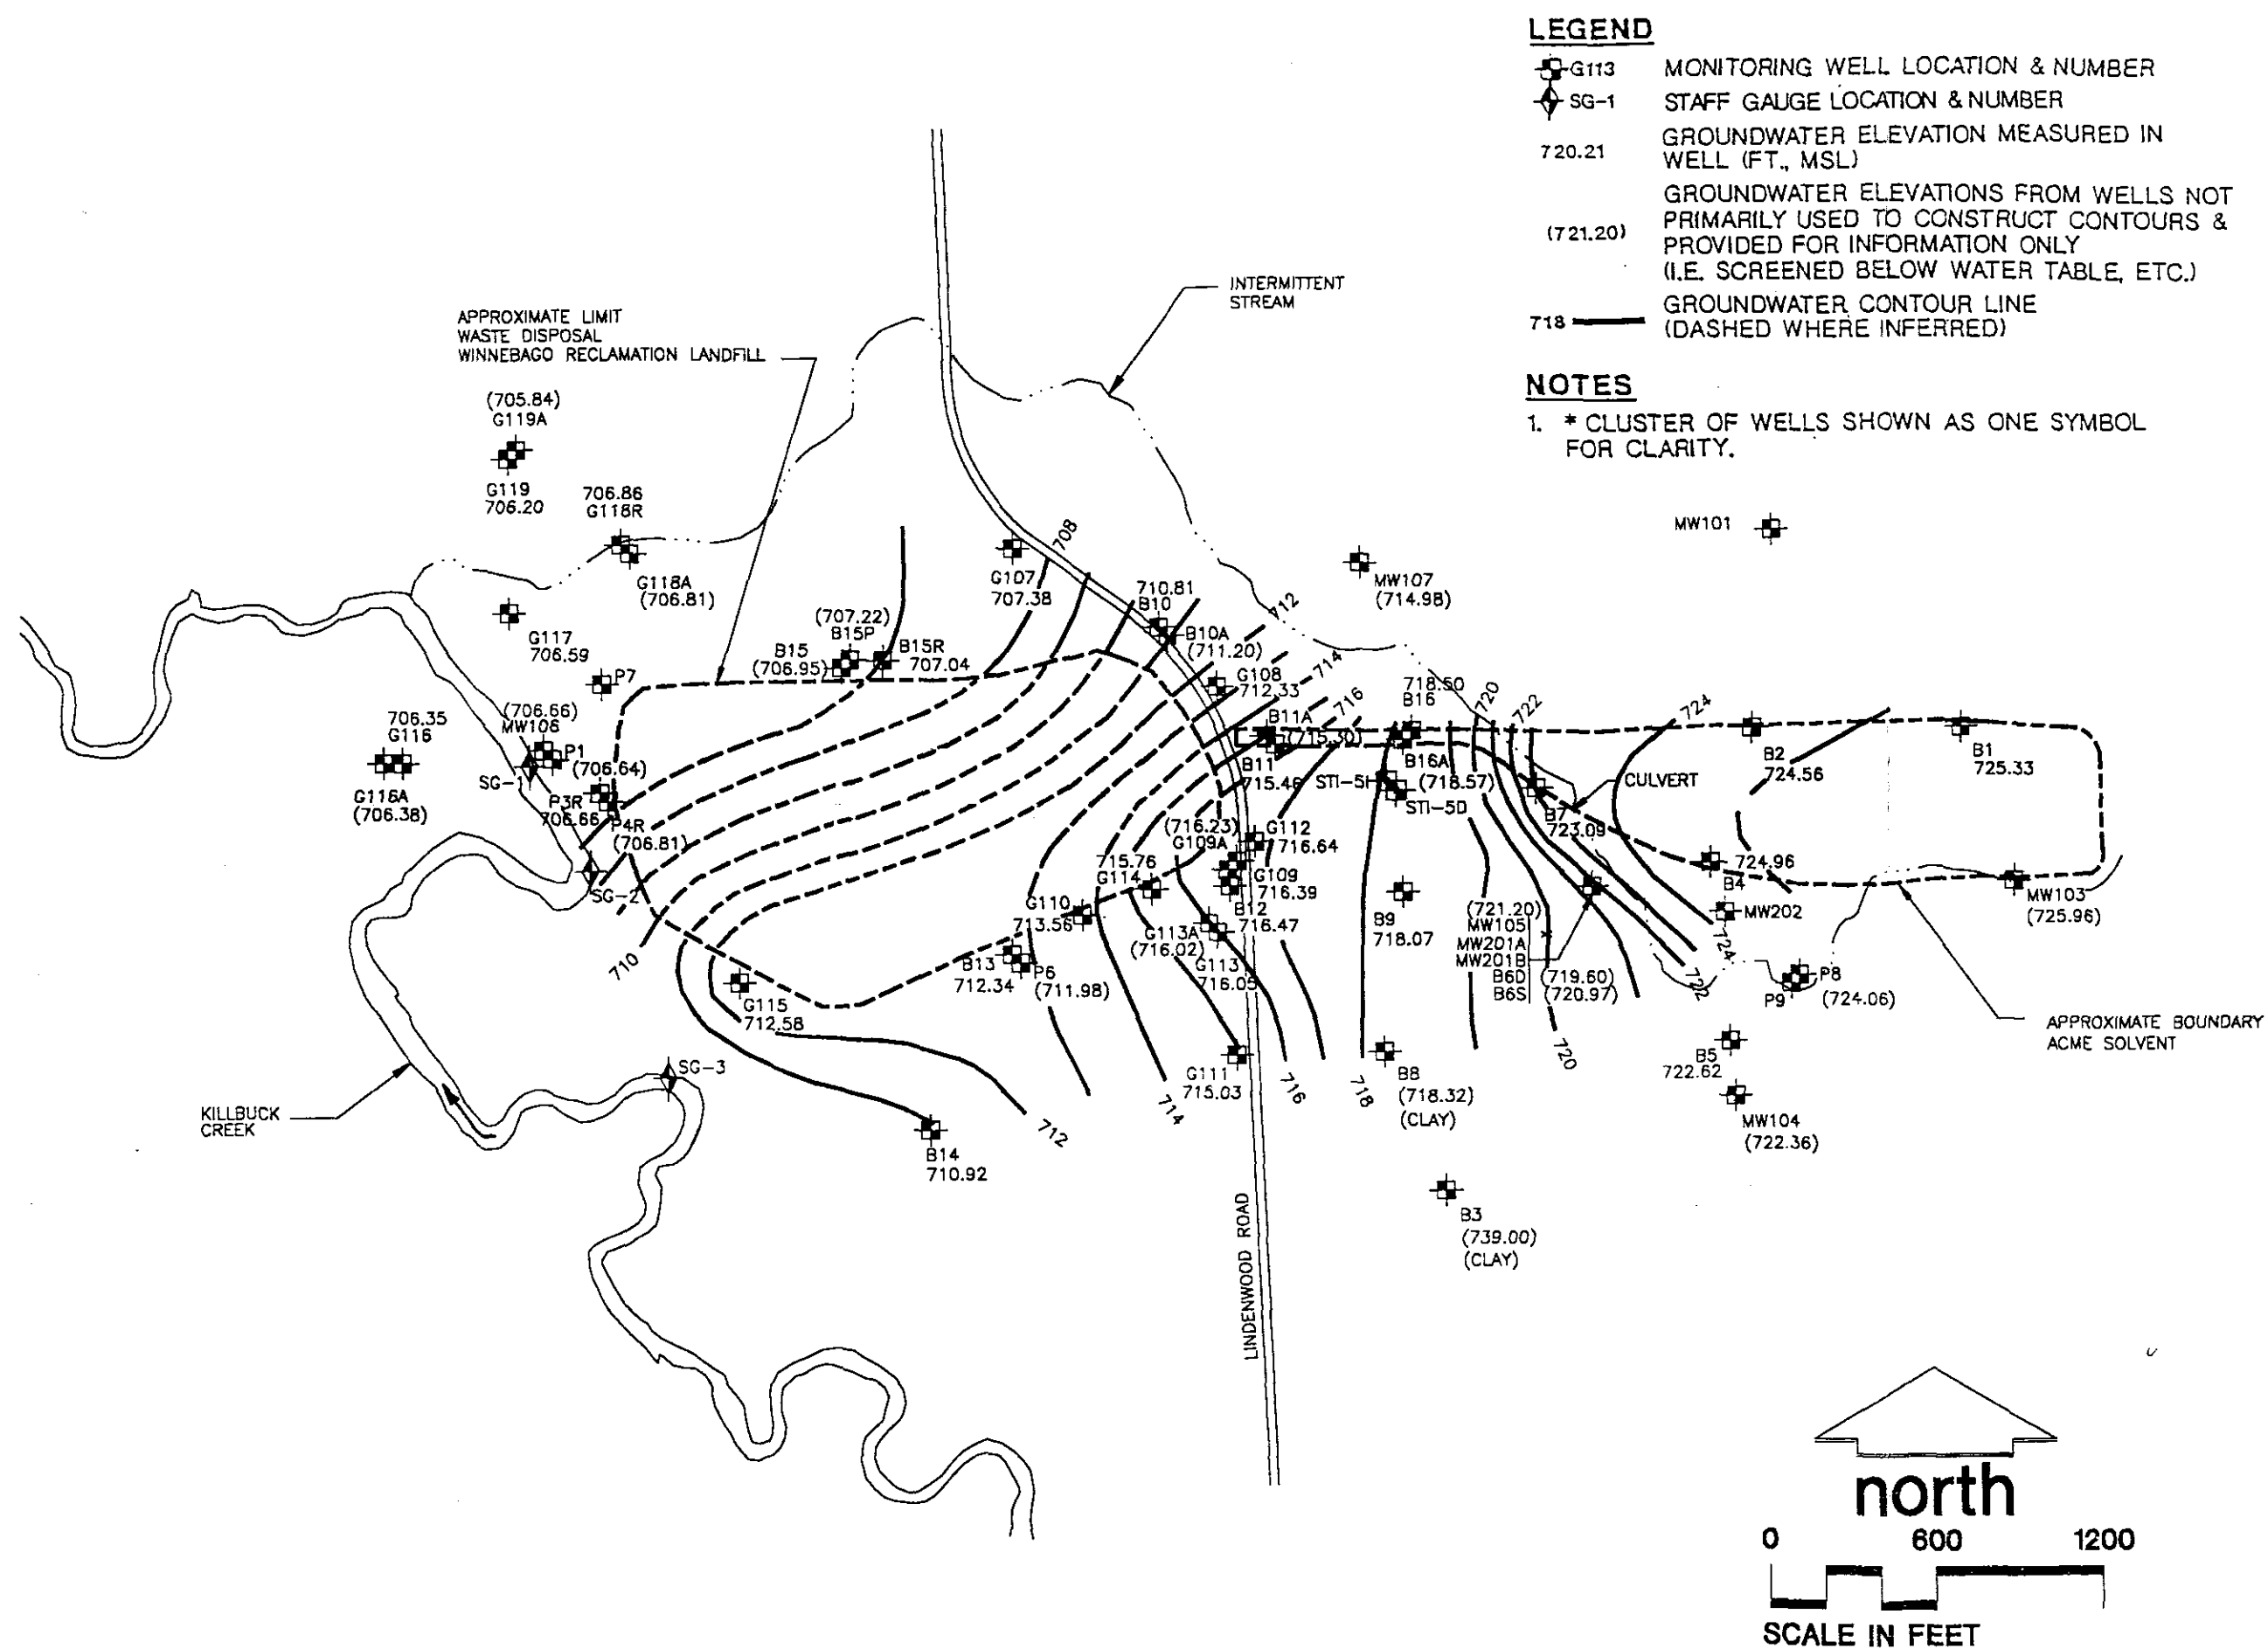 LEGEND
G113 MONITORING WELL LOCATION & NUMBER
SG-1 STAFF GAUGE LOCATION & NUMBER
720.21 GROUNDWATER ELEVATION MEASURED IN
WELL (FT., MSL)
(721.20) GROUNDWATER ELEVATIONS FROM WELLS NOT
PRIMARILY USED TO CONSTRUCT CONTOURS &
PROVIDED FOR INFORMATION ONLY
(I.E. SCREENED BELOW WATER TABLE, ETC.)
718 GROUNDWATER CONTOUR LINE
(DASHED WHERE INFERRED)
NOTES
1. * CLUSTER OF WELLS SHOWN AS ONE SYMBOL
FOR CLARITY.
INTERMITTENT
STREAM
APPROXIMATE LIMIT
WASTE DISPOSAL
WINNEBAGO RECLAMATION LANDFILL
(705.84)
G119A
G119
706.20
706.86
G118R
G118A
(706.81)
G117
706.59
P7
G107
707.38
708
710.81
B10
B10A
(711.20)
712
MW107
(714.98)
MW101
(707.22)
B15P
B15
(706.95)
B15R
707.04
G108
712.33
714
716
718.50
B16
720
722
724
(706.66)
MW106
706.35
G116
P1
(706.64)
SG-1
G116A
(706.38)
P3R
706.66
P4R
(706.81)
SG-2
B11A
(715.30)
B11
715.46
B16A
(718.57)
STI-5H
STI-5D
CULVERT
B7
723.09
B2
724.56
B1
725.33
(716.23)
G109A
G112
716.64
715.76
G114
G109
716.39
B12
716.47
G110
713.56
G113A
(716.02)
G113
716.05
B9
718.07
(721.20)
MW105
MW201A
MW201B
B6D (719.60)
B6S (720.97)
724.96
B4
MW202
MW103
(725.96)
724
722
P8
(724.06)
P9
710
B13
712.34
P6
(711.98)
G115
712.58
G111
715.03
716
718
B8
(718.32)
(CLAY)
720
B5
722.62
MW104
(722.36)
APPROXIMATE BOUNDARY
ACME SOLVENT
SG-3
KILLBUCK
CREEK
712
714
B14
710.92
B3
(739.00)
(CLAY)
LINDENWOOD ROAD
north
0 600 1200
SCALE IN FEET